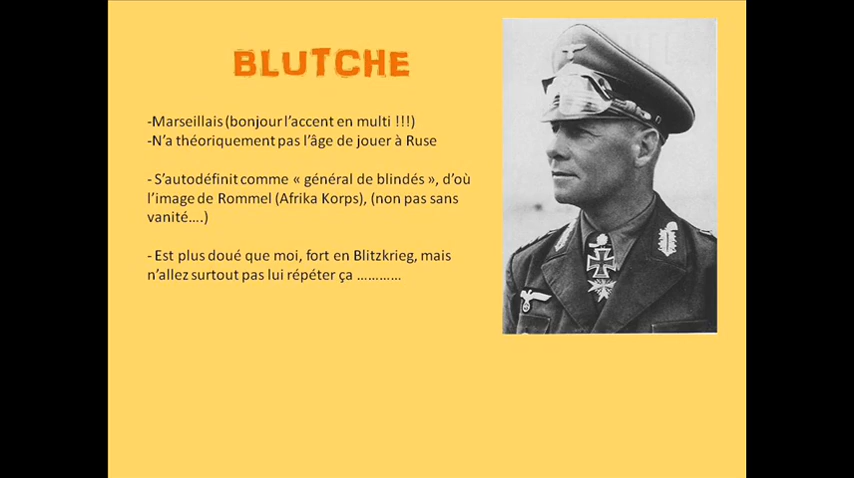 BLUTCHE
-Marseillais (bonjour l'accent en multi !!!)
-N'a théoriquement pas l'âge de jouer à Ruse
- S'autodéfinit comme « général de blindés », d'où
l'image de Rommel (Afrika Korps), (non pas sans
vanité....)
- Est plus doué que moi, fort en Blitzkrieg, mais
n'allez surtout pas lui répéter ça …………